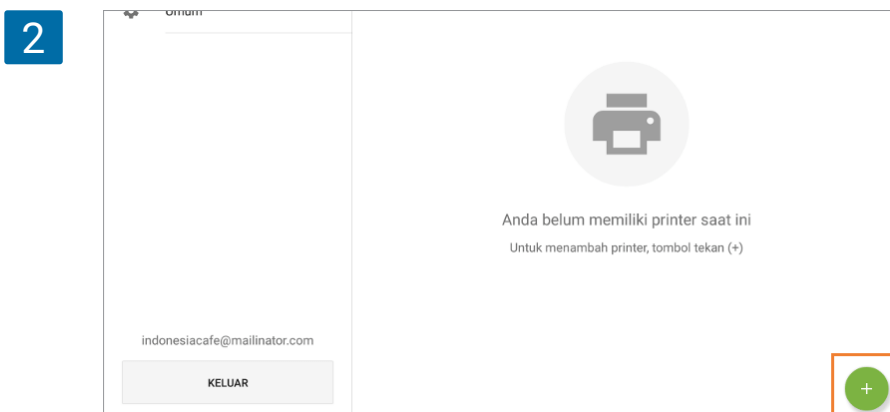 2
Umum
Anda belum memiliki printer saat ini
Untuk menambah printer, tombol tekan (+)
indonesiacafe@mailinator.com
KELUAR
+